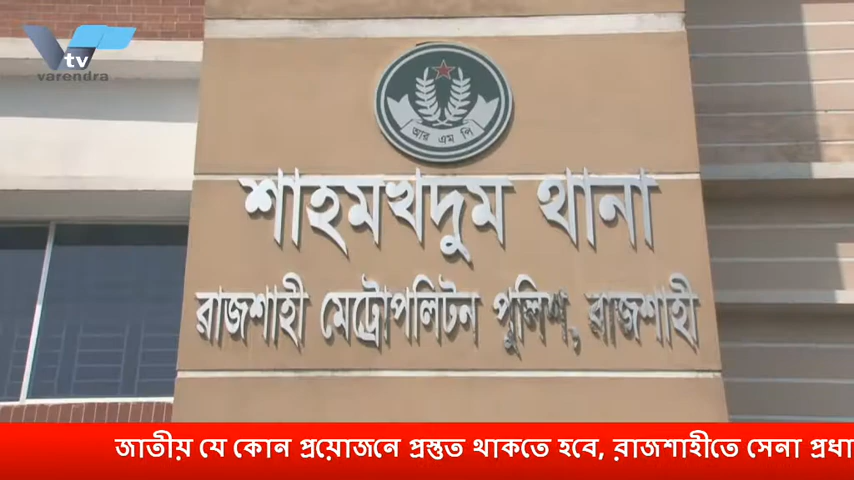 tv
varendra
আর এম পি
শাহমখদুম থানা
রাজশাহী মেট্রোপলিটন পুলিশ, রাজশাহী
জাতীয় যে কোন প্রয়োজনে প্রস্তুত থাকতে হবে, রাজশাহীতে সেনা প্রধা